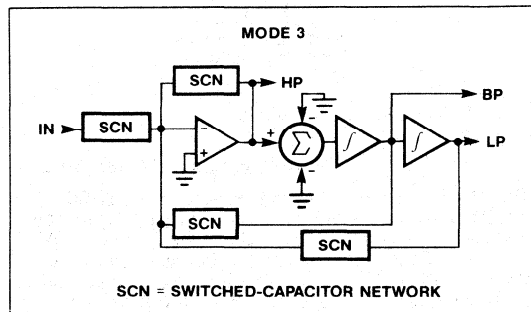 MODE 3
SCN
HP
BP
IN
SCN
−
+
+
−
Σ
−
∫
∫
LP
SCN
SCN
SCN = SWITCHED-CAPACITOR NETWORK